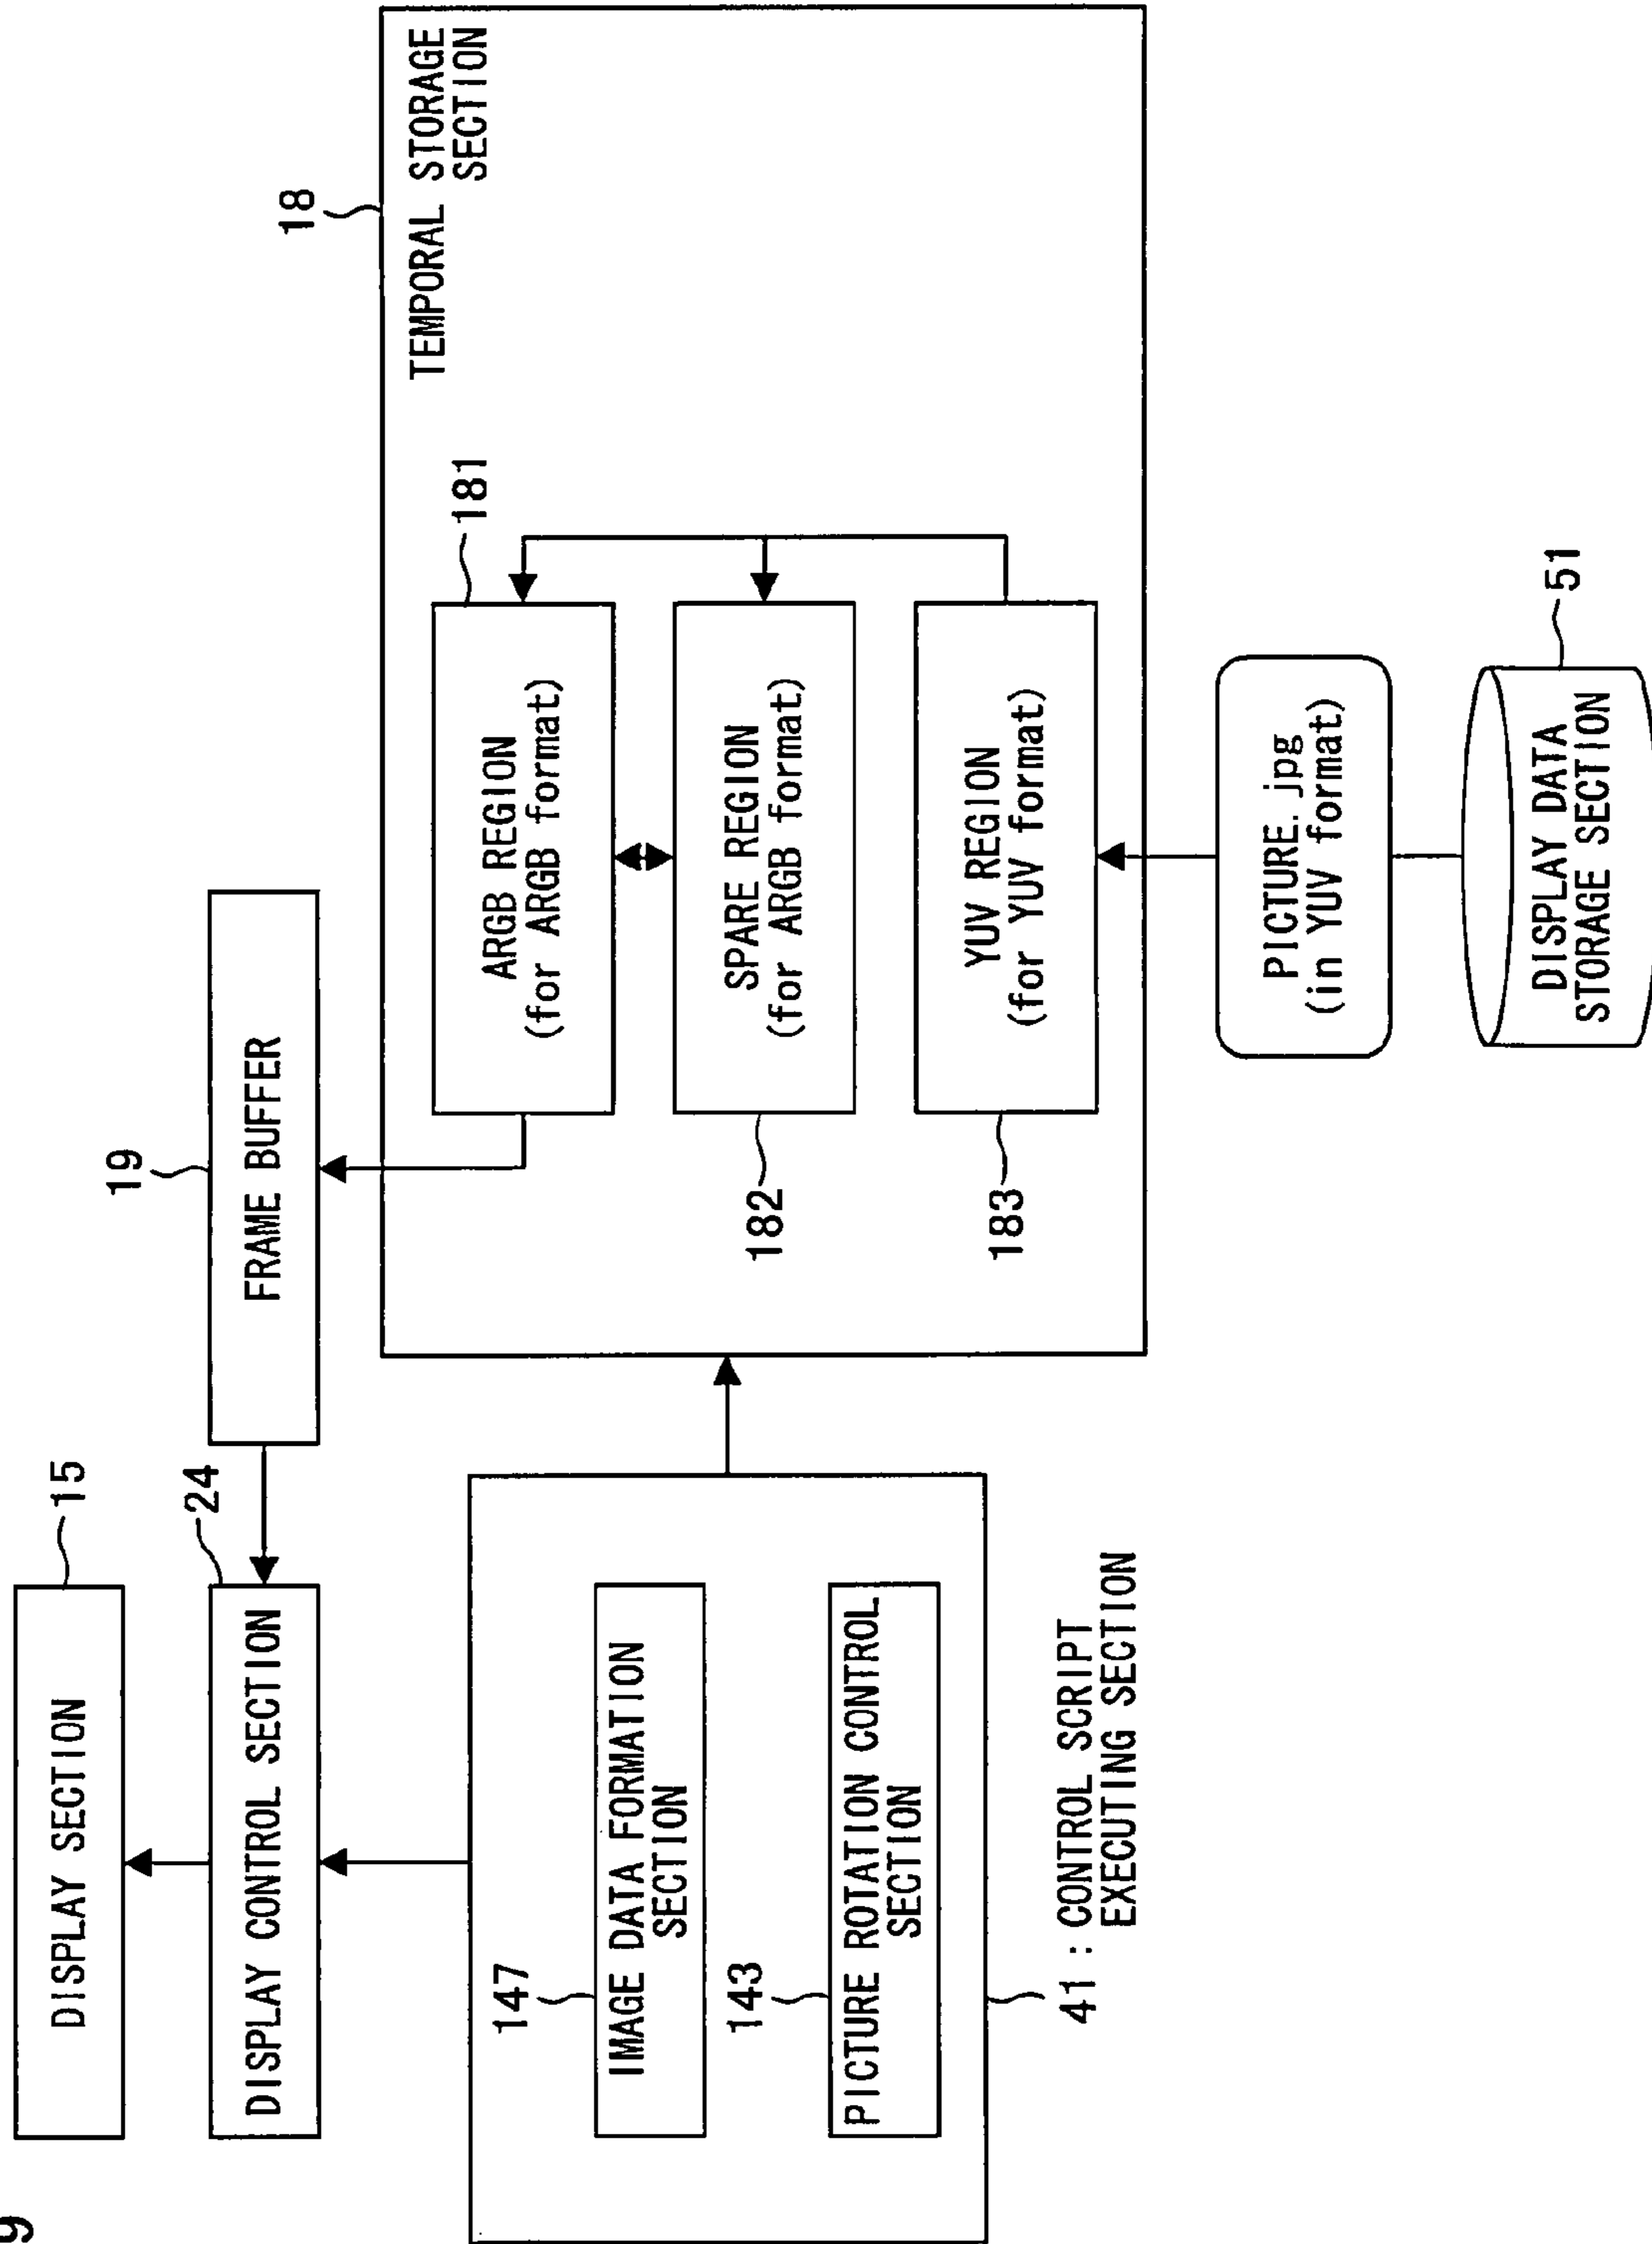 9
DISPLAY SECTION
15
DISPLAY CONTROL SECTION
24
FRAME BUFFER
19
147
IMAGE DATA FORMATION
SECTION
143
PICTURE ROTATION CONTROL
SECTION
41 : CONTROL SCRIPT
EXECUTING SECTION
18
TEMPORAL STORAGE
SECTION
181
ARGB REGION
(for ARGB format)
182
SPARE REGION
(for ARGB format)
183
YUV REGION
(for YUV format)
PICTURE.jpg
(in YUV format)
DISPLAY DATA
STORAGE SECTION
51